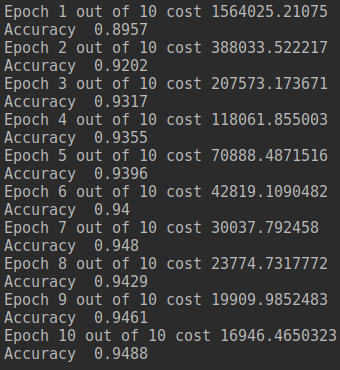 Epoch 1 out of 10 cost 1564025.21075
Accuracy  0.8957
Epoch 2 out of 10 cost 388033.522217
Accuracy  0.9202
Epoch 3 out of 10 cost 207573.173671
Accuracy  0.9317
Epoch 4 out of 10 cost 118061.855003
Accuracy  0.9355
Epoch 5 out of 10 cost 70888.4871516
Accuracy  0.9396
Epoch 6 out of 10 cost 42819.1090482
Accuracy  0.94
Epoch 7 out of 10 cost 30037.792458
Accuracy  0.948
Epoch 8 out of 10 cost 23774.7317772
Accuracy  0.9429
Epoch 9 out of 10 cost 19909.9852483
Accuracy  0.9461
Epoch 10 out of 10 cost 16946.4650323
Accuracy  0.9488